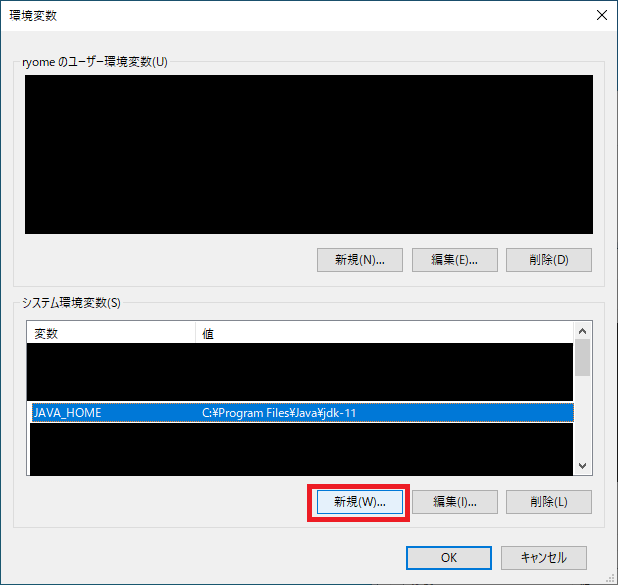 環境変数
ryome のユーザー環境変数(U)
新規(N)... 編集(E)... 削除(D)
システム環境変数(S)
変数 値
JAVA_HOME C:¥Program Files¥Java¥jdk-11
新規(W)... 編集(I)... 削除(L)
OK キャンセル